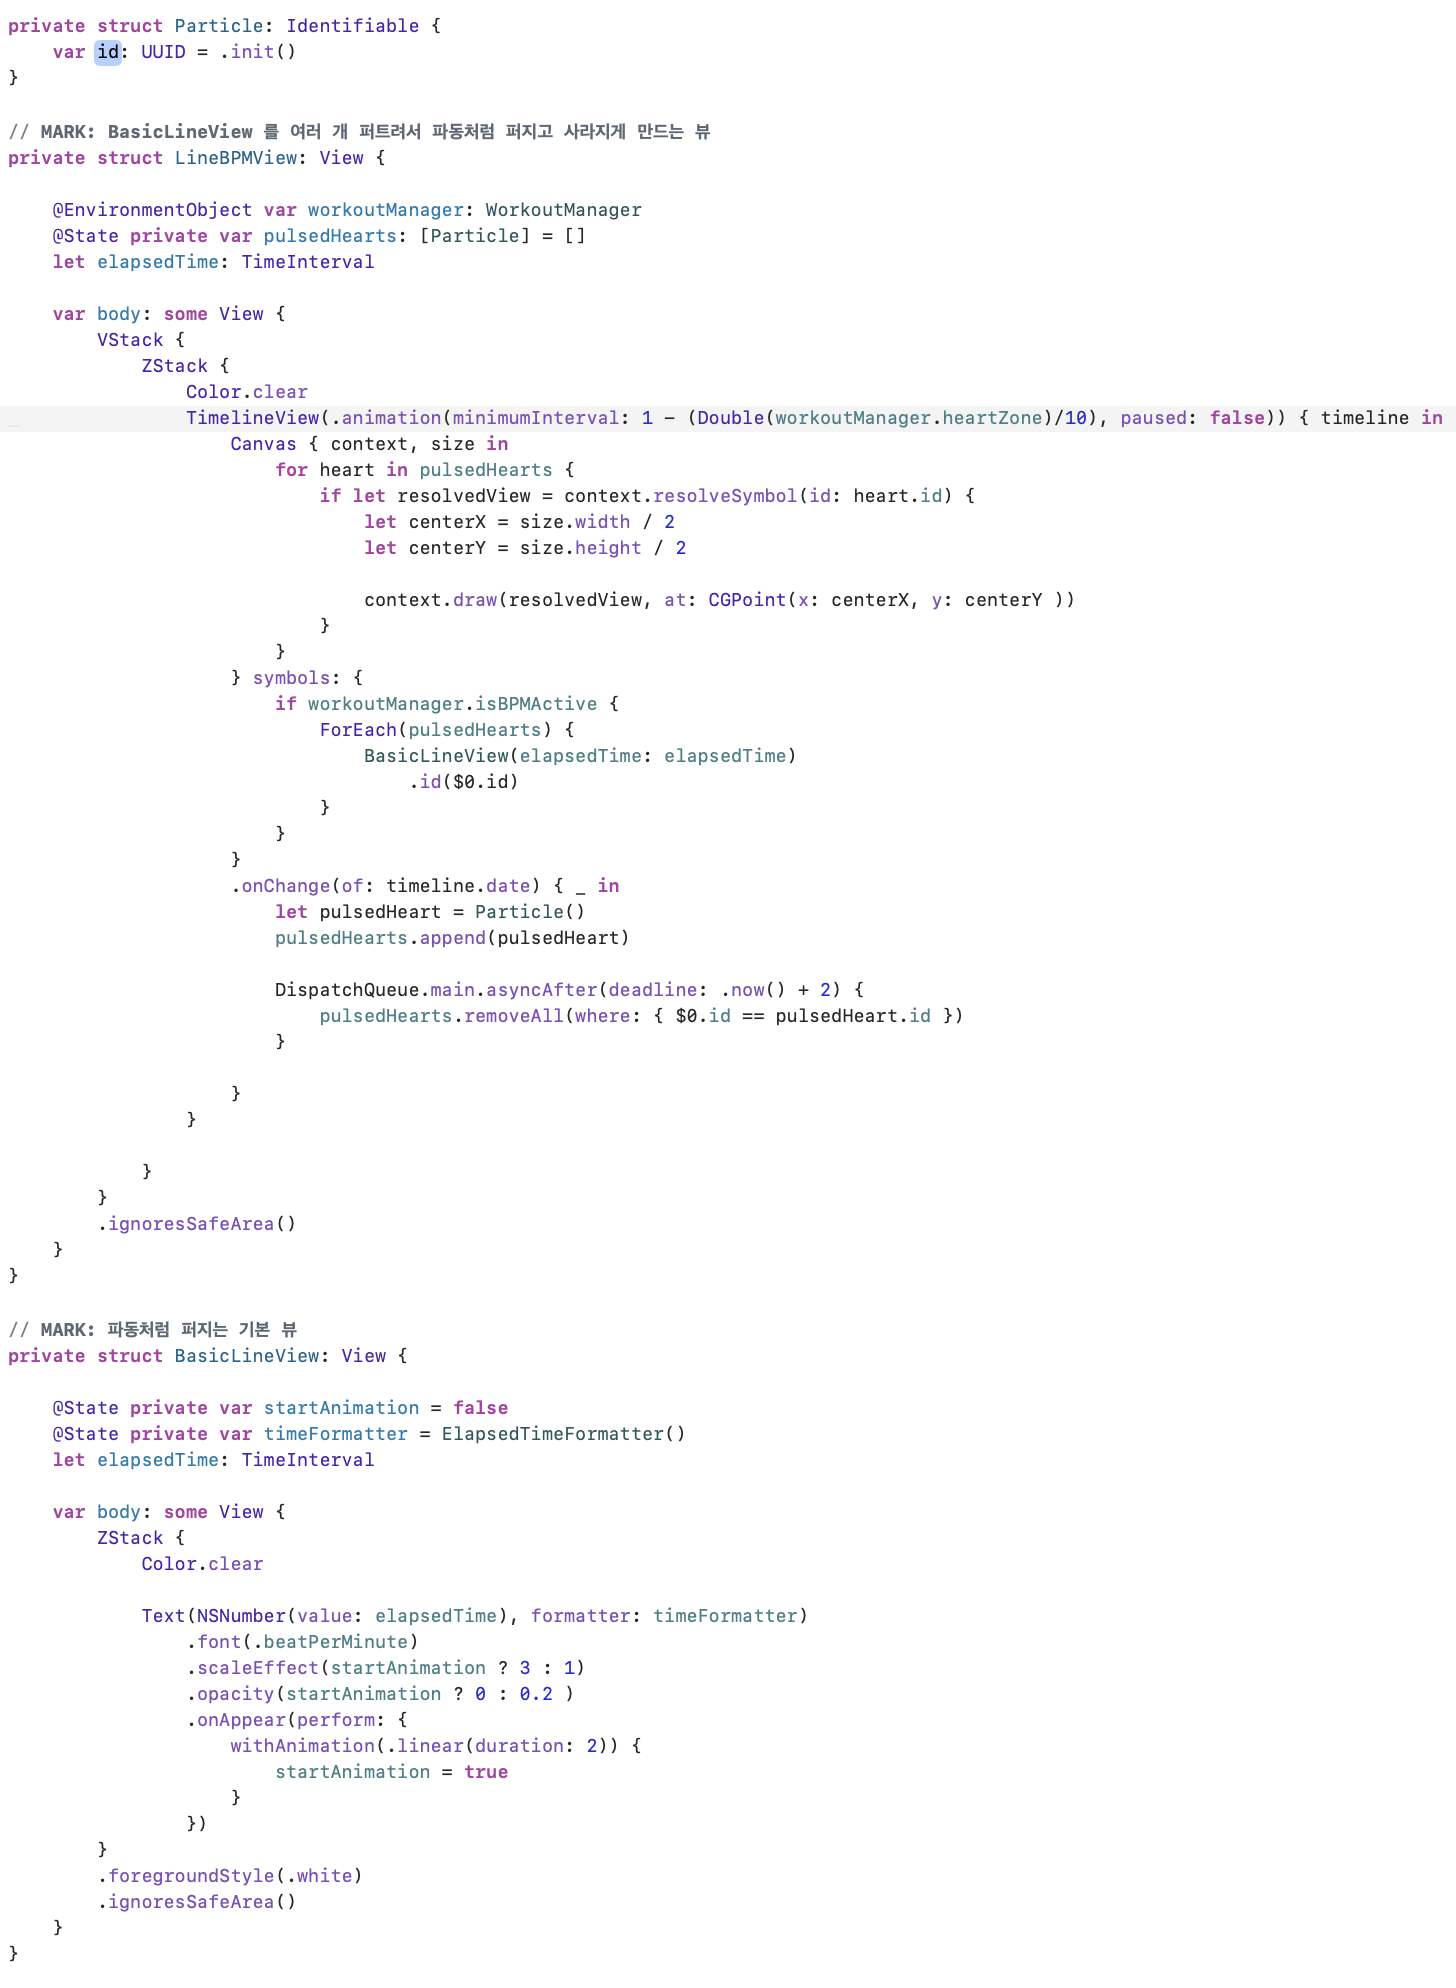 private struct Particle: Identifiable {
    var id: UUID = .init()
}

// MARK: BasicLineView 를 여러 개 퍼트려서 파동처럼 퍼지고 사라지게 만드는 뷰
private struct LineBPMView: View {

    @EnvironmentObject var workoutManager: WorkoutManager
    @State private var pulsedHearts: [Particle] = []
    let elapsedTime: TimeInterval

    var body: some View {
        VStack {
            ZStack {
                Color.clear
                TimelineView(.animation(minimumInterval: 1 - (Double(workoutManager.heartZone)/10), paused: false)) { timeline in
                    Canvas { context, size in
                        for heart in pulsedHearts {
                            if let resolvedView = context.resolveSymbol(id: heart.id) {
                                let centerX = size.width / 2
                                let centerY = size.height / 2

                                context.draw(resolvedView, at: CGPoint(x: centerX, y: centerY ))
                            }
                        }
                    } symbols: {
                        if workoutManager.isBPMActive {
                            ForEach(pulsedHearts) {
                                BasicLineView(elapsedTime: elapsedTime)
                                    .id($0.id)
                            }
                        }
                    }
                    .onChange(of: timeline.date) { _ in
                        let pulsedHeart = Particle()
                        pulsedHearts.append(pulsedHeart)

                        DispatchQueue.main.asyncAfter(deadline: .now() + 2) {
                            pulsedHearts.removeAll(where: { $0.id == pulsedHeart.id })
                        }

                    }
                }

            }
        }
        .ignoresSafeArea()
    }
}

// MARK: 파동처럼 퍼지는 기본 뷰
private struct BasicLineView: View {

    @State private var startAnimation = false
    @State private var timeFormatter = ElapsedTimeFormatter()
    let elapsedTime: TimeInterval

    var body: some View {
        ZStack {
            Color.clear

            Text(NSNumber(value: elapsedTime), formatter: timeFormatter)
                .font(.beatPerMinute)
                .scaleEffect(startAnimation ? 3 : 1)
                .opacity(startAnimation ? 0 : 0.2 )
                .onAppear(perform: {
                    withAnimation(.linear(duration: 2)) {
                        startAnimation = true
                    }
                })
        }
        .foregroundStyle(.white)
        .ignoresSafeArea()
    }
}